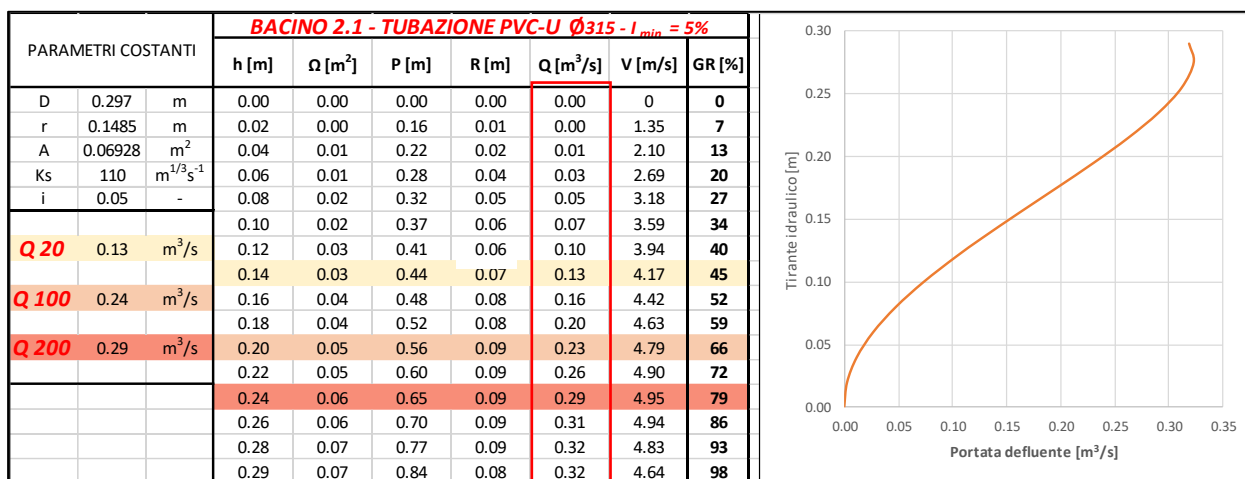 BACINO 2.1 - TUBAZIONE PVC-U Ø315 - I min = 5%
PARAMETRI COSTANTI
h [m] Ω [m²] P [m] R [m] Q [m³/s] V [m/s] GR [%]
D 0.297 m 0.00 0.00 0.00 0.00 0.00 0 0
r 0.1485 m 0.02 0.00 0.16 0.01 0.00 1.35 7
A 0.06928 m² 0.04 0.01 0.22 0.02 0.01 2.10 13
Ks 110 m^1/3 s^-1 0.06 0.01 0.28 0.04 0.03 2.69 20
i 0.05 - 0.08 0.02 0.32 0.05 0.05 3.18 27
0.10 0.02 0.37 0.06 0.07 3.59 34
Q 20 0.13 m³/s 0.12 0.03 0.41 0.06 0.10 3.94 40
0.14 0.03 0.44 0.07 0.13 4.17 45
Q 100 0.24 m³/s 0.16 0.04 0.48 0.08 0.16 4.42 52
0.18 0.04 0.52 0.08 0.20 4.63 59
Q 200 0.29 m³/s 0.20 0.05 0.56 0.09 0.23 4.79 66
0.22 0.05 0.60 0.09 0.26 4.90 72
0.24 0.06 0.65 0.09 0.29 4.95 79
0.26 0.06 0.70 0.09 0.31 4.94 86
0.28 0.07 0.77 0.09 0.32 4.83 93
0.29 0.07 0.84 0.08 0.32 4.64 98
Tirante idraulico [m]
0.30
0.25
0.20
0.15
0.10
0.05
0.00
0.00 0.05 0.10 0.15 0.20 0.25 0.30 0.35
Portata defluente [m³/s]